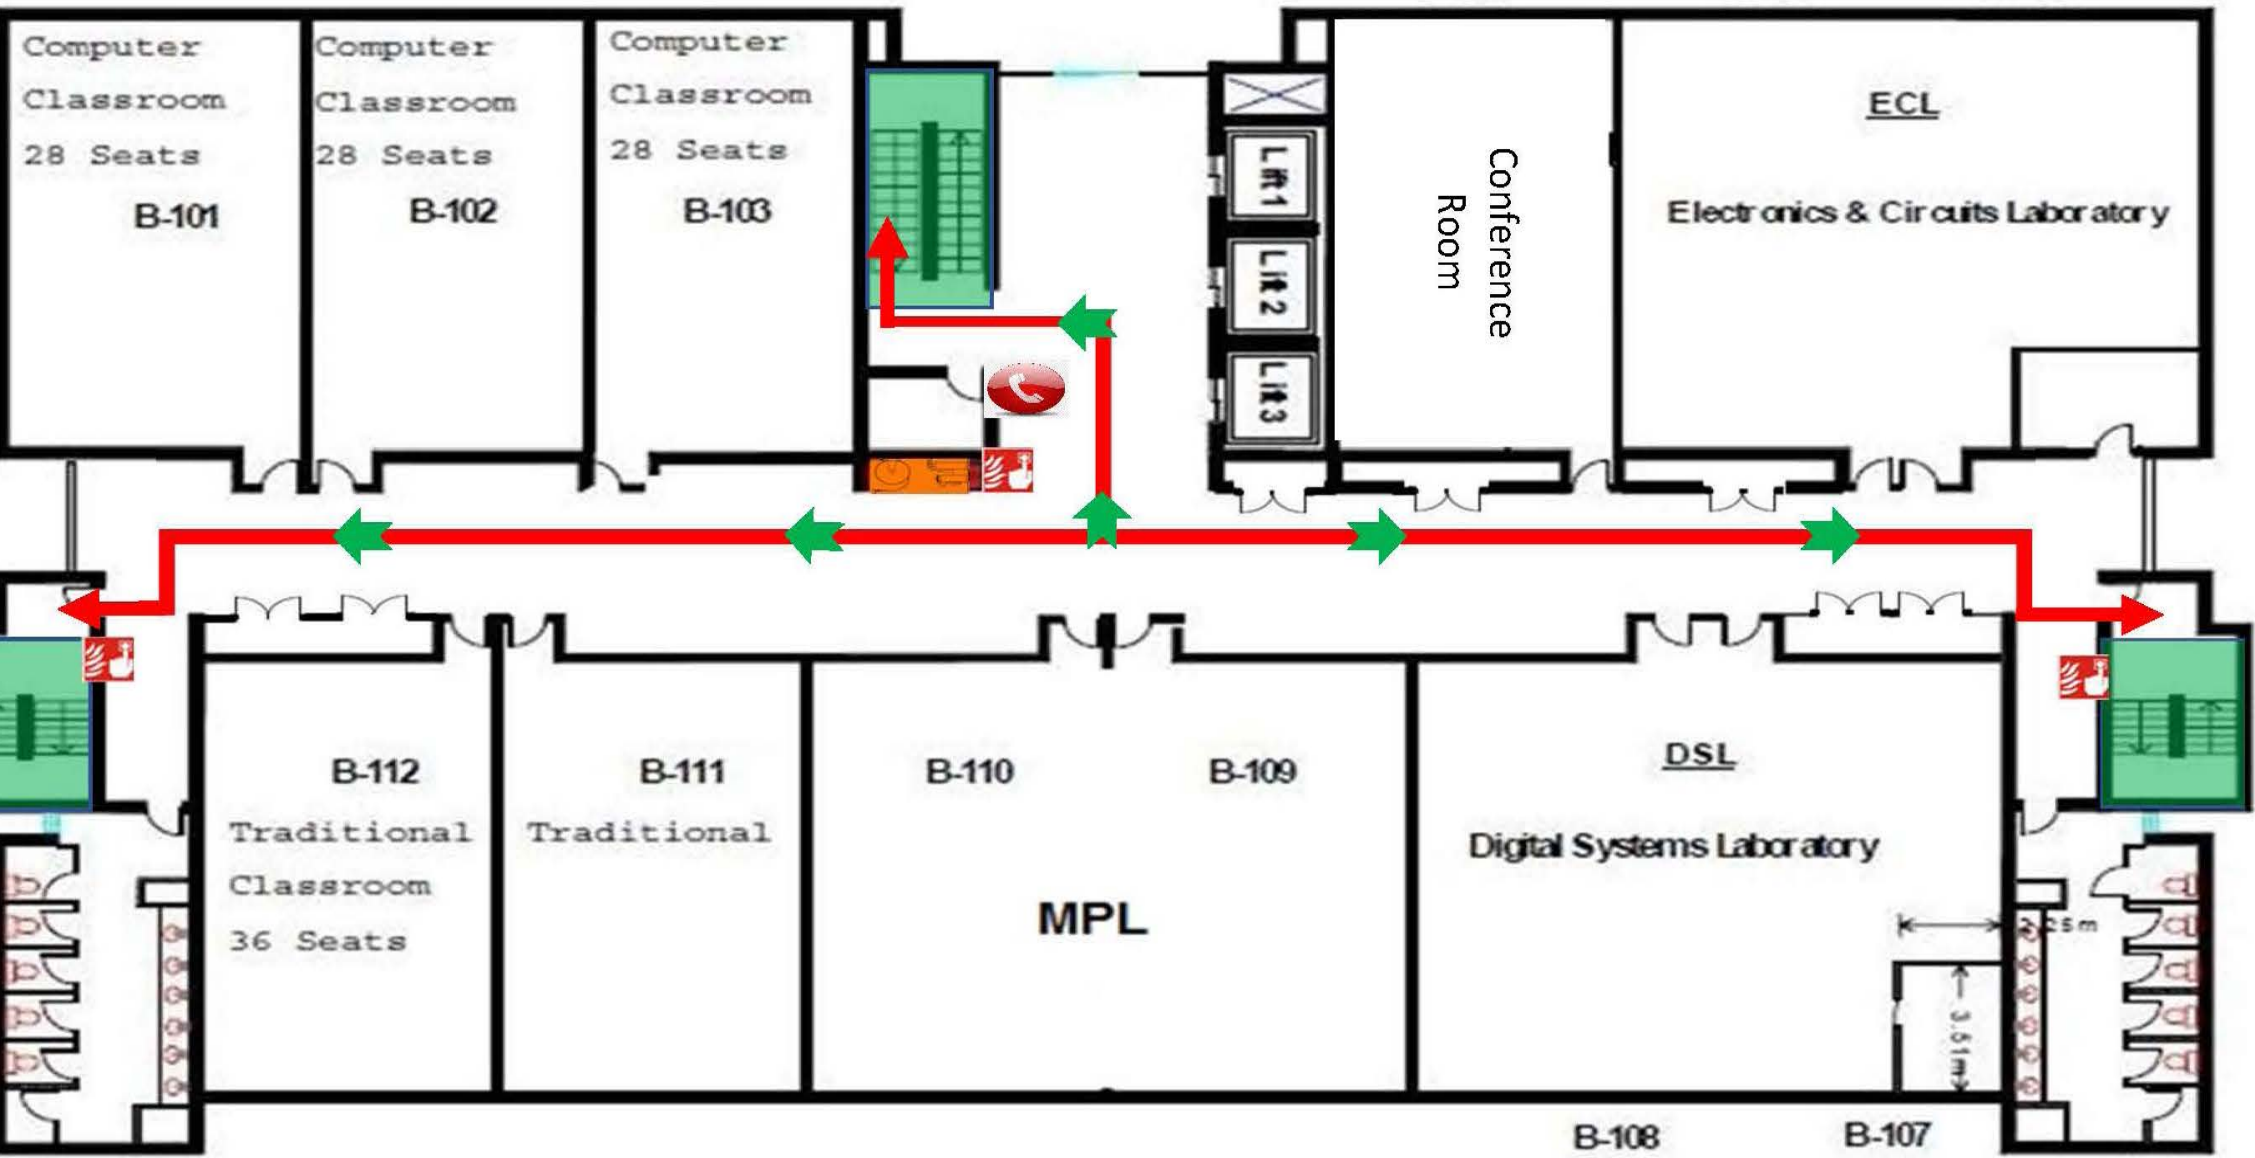 Computer
Classroom
28 Seats
B-101
Computer
Classroom
28 Seats
B-102
Computer
Classroom
28 Seats
B-103
Lift 1
Lift 2
Lift 3
Conference
Room
ECL
Electronics & Circuits Laboratory
B-112
Traditional
Classroom
36 Seats
B-111
Traditional
B-110
B-109
MPL
DSL
Digital Systems Laboratory
3.51m
B-108
B-107